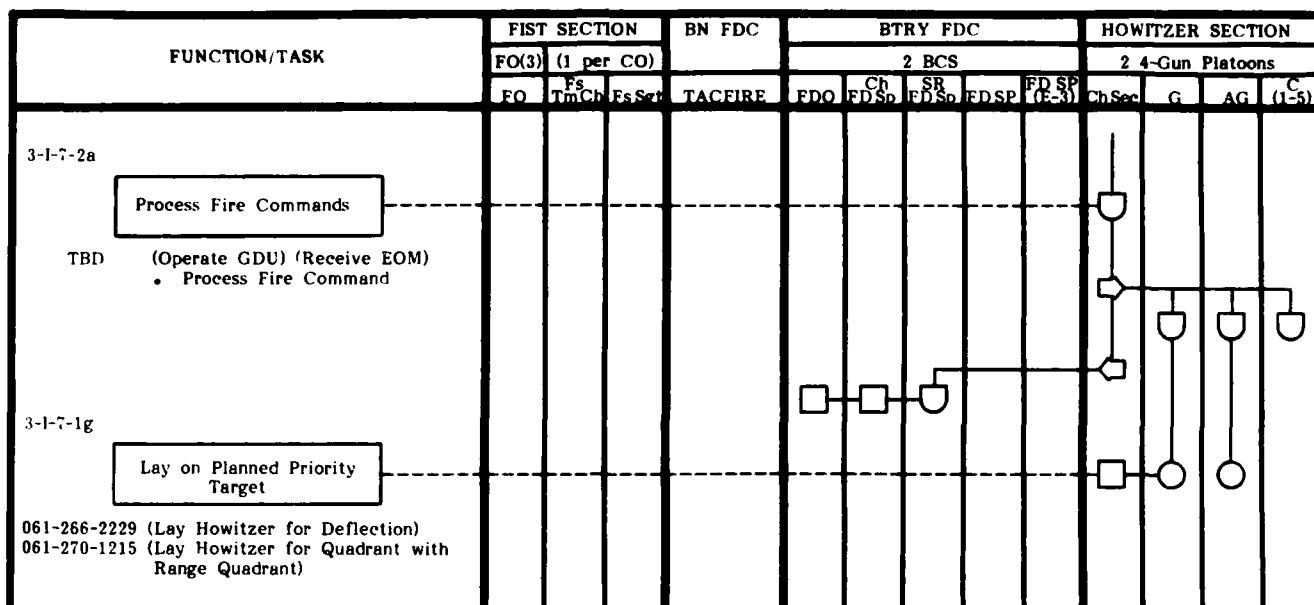 FUNCTION/TASK
FIST SECTION
BN FDC
BTRY FDC
HOWITZER SECTION
FO(3)
(1 per CO)
2 BCS
2 4-Gun Platoons
FO
Fs
TmCh
FsSgt
TACFIRE
FDO
Ch
FDSp
SR
FDSp
FDSP
FDSP
(E-3)
ChSec
G
AG
C
(1-5)
3-I-7-2a
Process Fire Commands
TBD (Operate GDU) (Receive EOM)
• Process Fire Command
3-I-7-1g
Lay on Planned Priority
Target
061-266-2229 (Lay Howitzer for Deflection)
061-270-1215 (Lay Howitzer for Quadrant with
Range Quadrant)